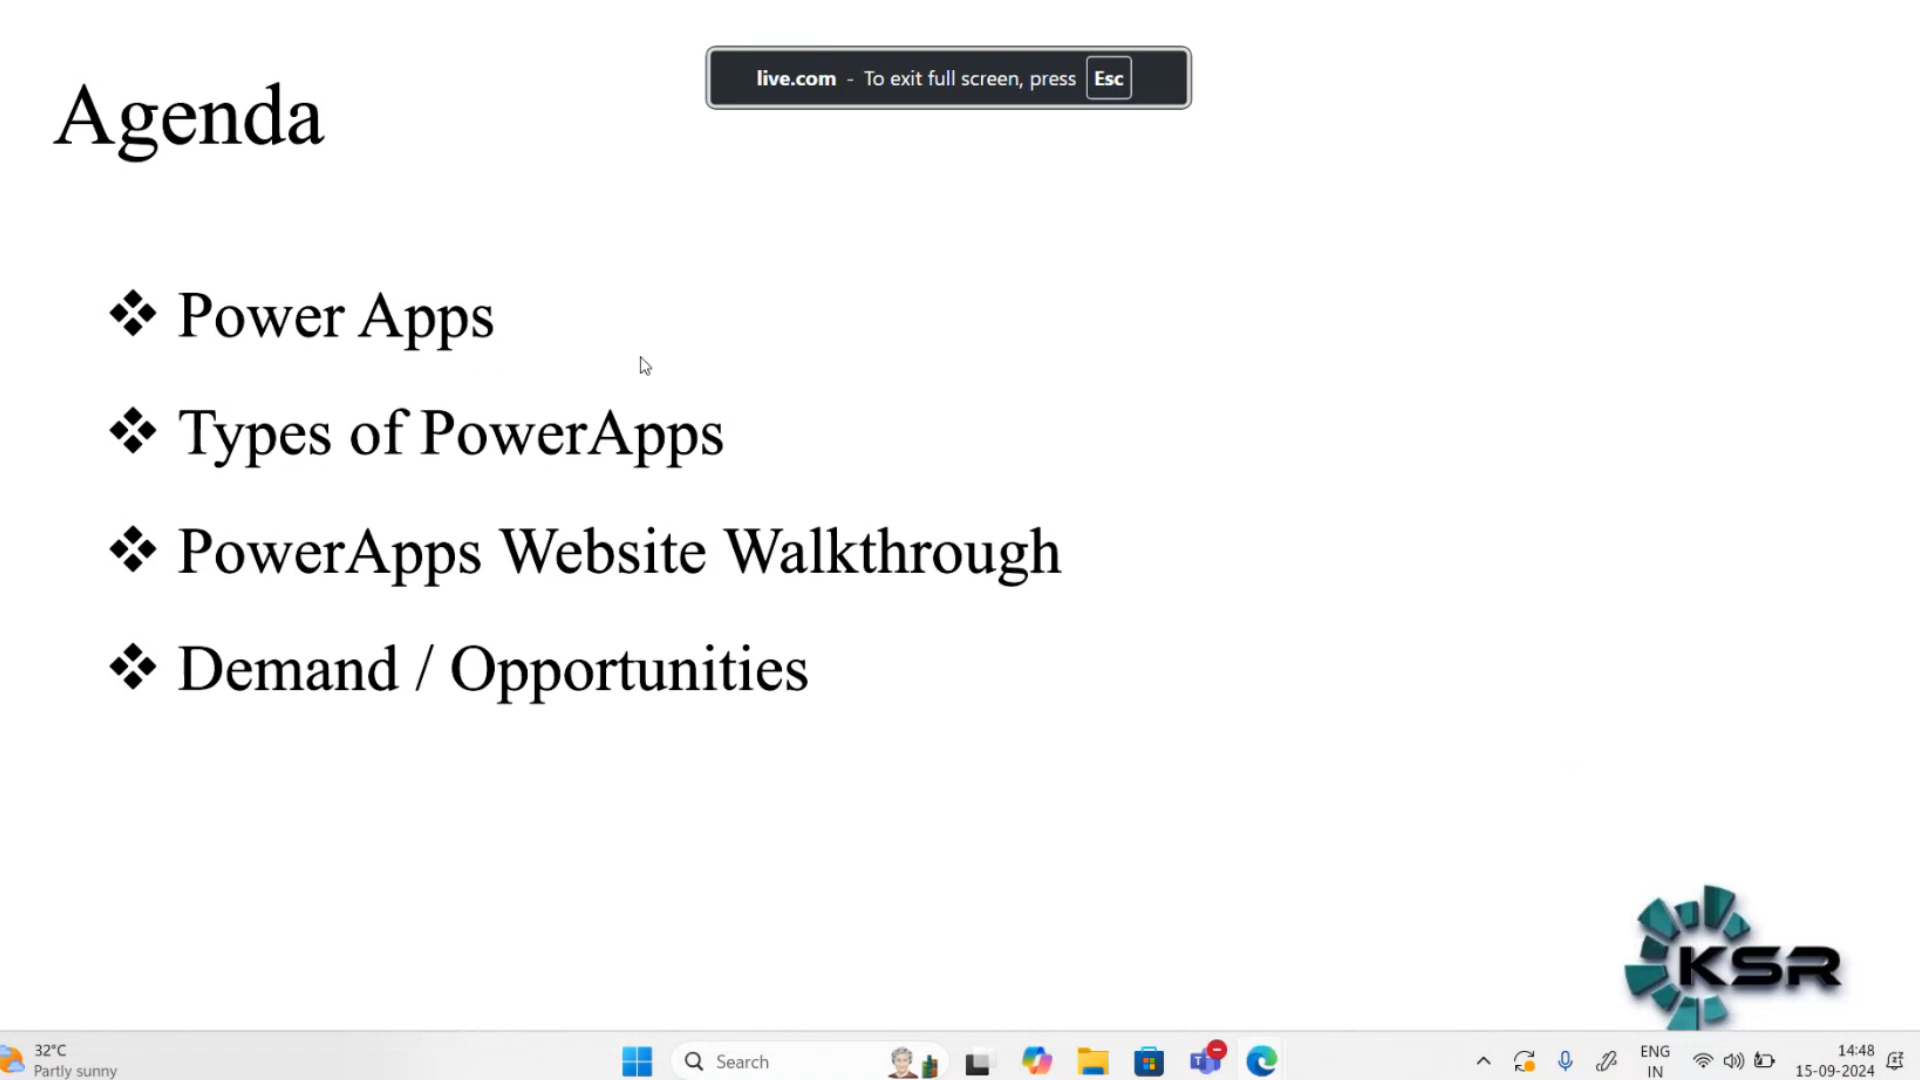 live.com - To exit full screen, press Esc
Agenda
❖ Power Apps
❖ Types of PowerApps
❖ PowerApps Website Walkthrough
❖ Demand / Opportunities
KSR
32°C
Partly sunny
Search
ENG
IN
14:48
15-09-2024